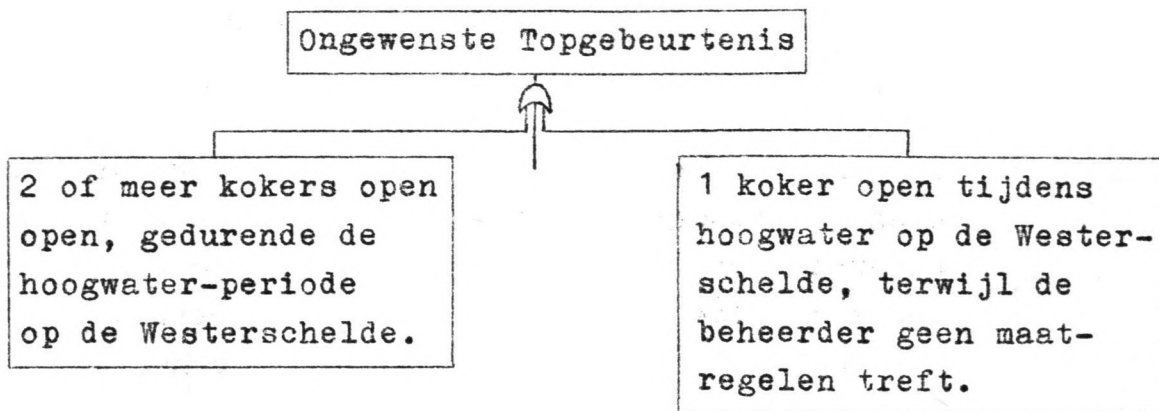 Ongewenste Topgebeurtenis
2 of meer kokers open
open, gedurende de
hoogwater-periode
op de Westerschelde.
1 koker open tijdens
hoogwater op de Wester-
schelde, terwijl de
beheerder geen maat-
regelen treft.